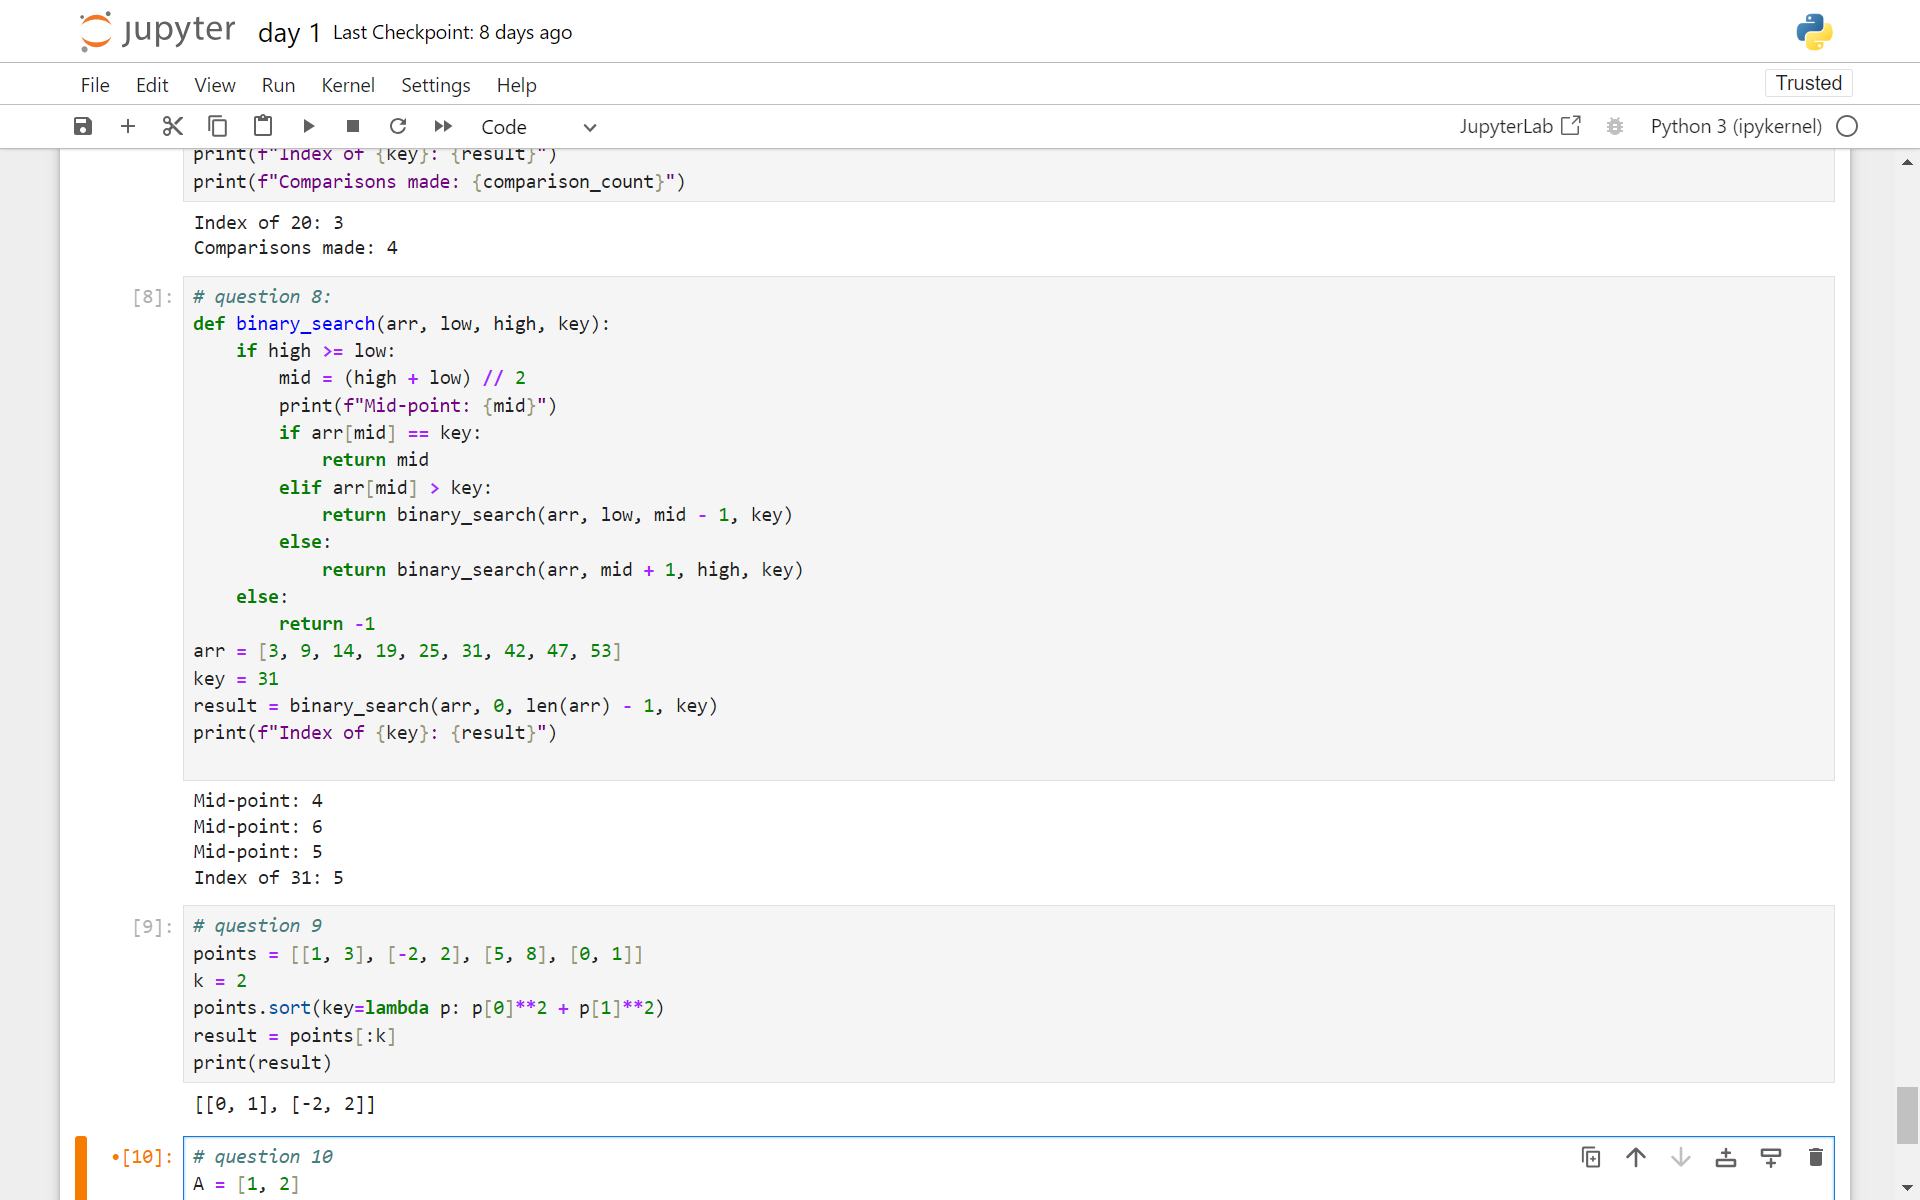 jupyter day 1 Last Checkpoint: 8 days ago
File Edit View Run Kernel Settings Help Trusted
Code JupyterLab Python 3 (ipykernel)
print(f"Index of {key}: {result}")
print(f"Comparisons made: {comparison_count}")
Index of 20: 3
Comparisons made: 4
[8]: # question 8:
def binary_search(arr, low, high, key):
    if high >= low:
        mid = (high + low) // 2
        print(f"Mid-point: {mid}")
        if arr[mid] == key:
            return mid
        elif arr[mid] > key:
            return binary_search(arr, low, mid - 1, key)
        else:
            return binary_search(arr, mid + 1, high, key)
    else:
        return -1
arr = [3, 9, 14, 19, 25, 31, 42, 47, 53]
key = 31
result = binary_search(arr, 0, len(arr) - 1, key)
print(f"Index of {key}: {result}")
Mid-point: 4
Mid-point: 6
Mid-point: 5
Index of 31: 5
[9]: # question 9
points = [[1, 3], [-2, 2], [5, 8], [0, 1]]
k = 2
points.sort(key=lambda p: p[0]**2 + p[1]**2)
result = points[:k]
print(result)
[[0, 1], [-2, 2]]
•[10]: # question 10
A = [1, 2]